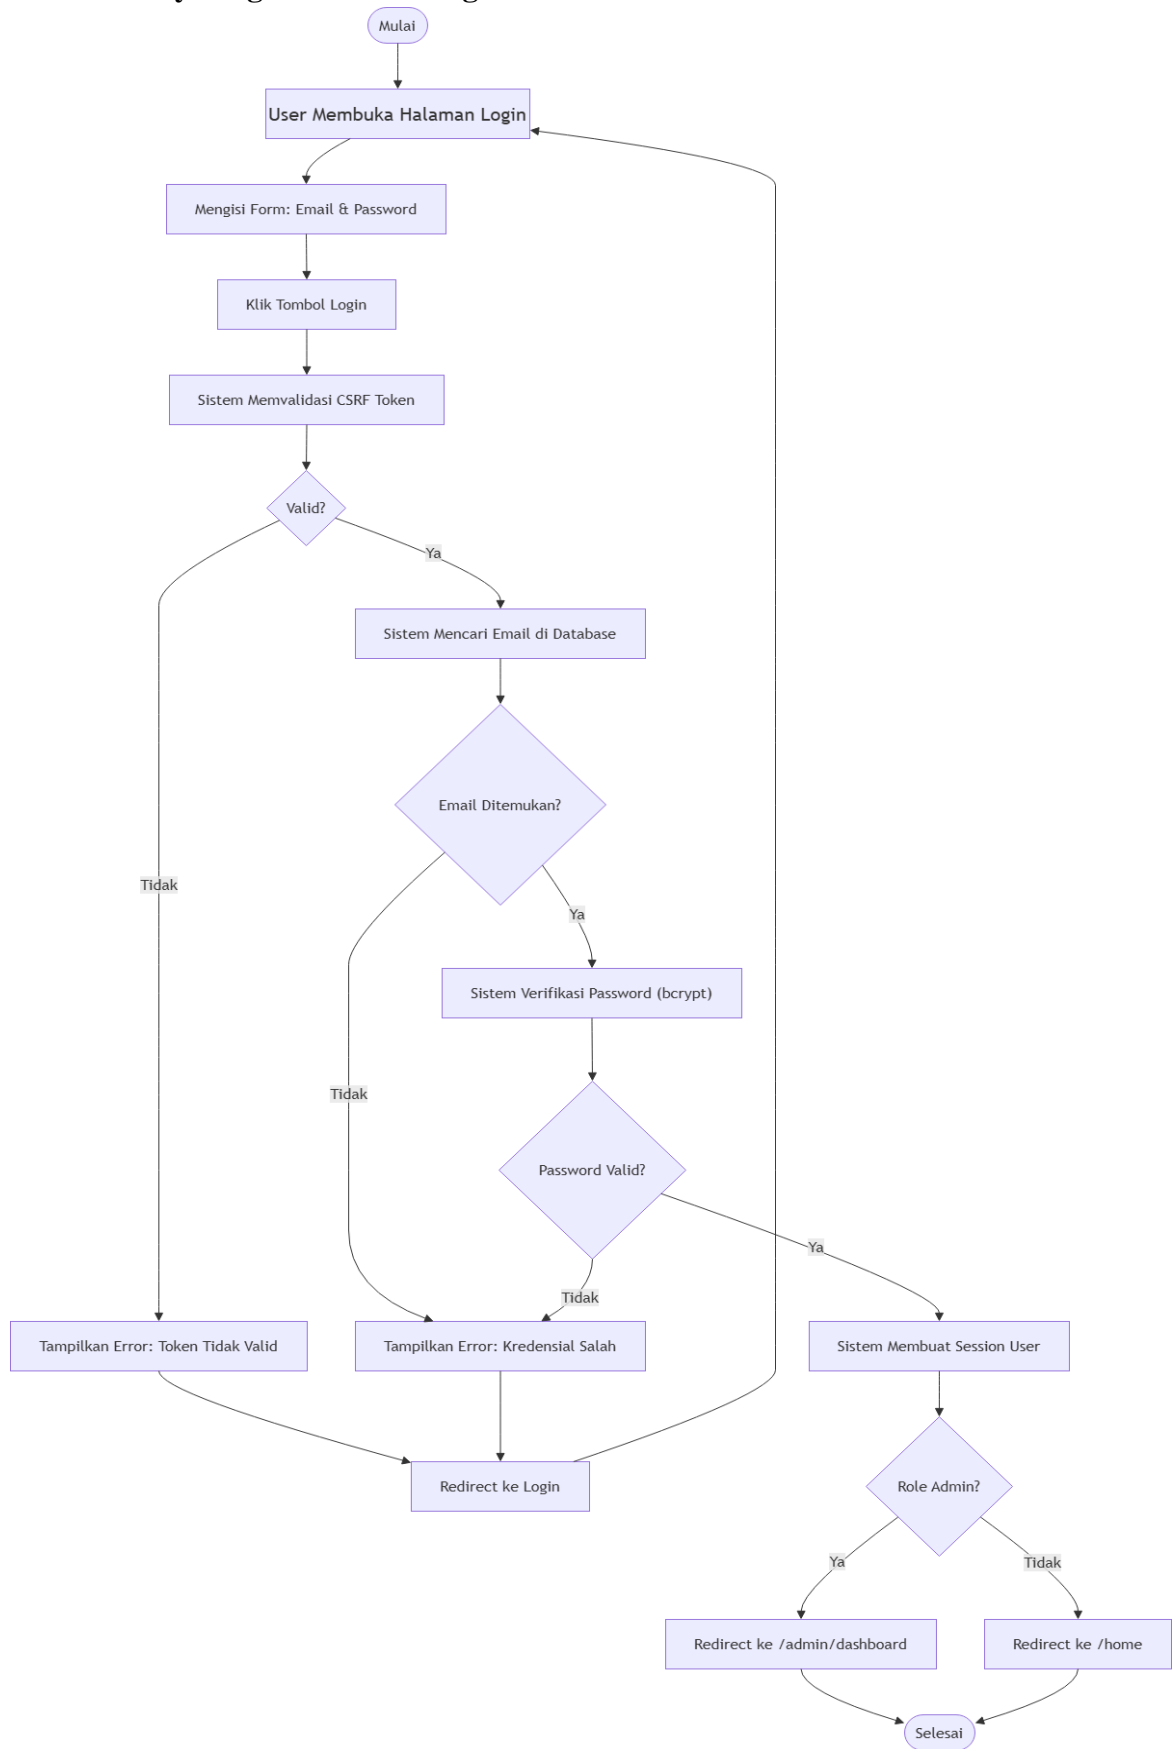 Mulai
User Membuka Halaman Login
Mengisi Form: Email & Password
Klik Tombol Login
Sistem Memvalidasi CSRF Token
Valid?
Ya
Sistem Mencari Email di Database
Email Ditemukan?
Tidak
Ya
Sistem Verifikasi Password (bcrypt)
Tidak
Password Valid?
Ya
Tidak
Tampilkan Error: Token Tidak Valid
Tampilkan Error: Kredensial Salah
Sistem Membuat Session User
Redirect ke Login
Role Admin?
Ya
Tidak
Redirect ke /admin/dashboard
Redirect ke /home
Selesai